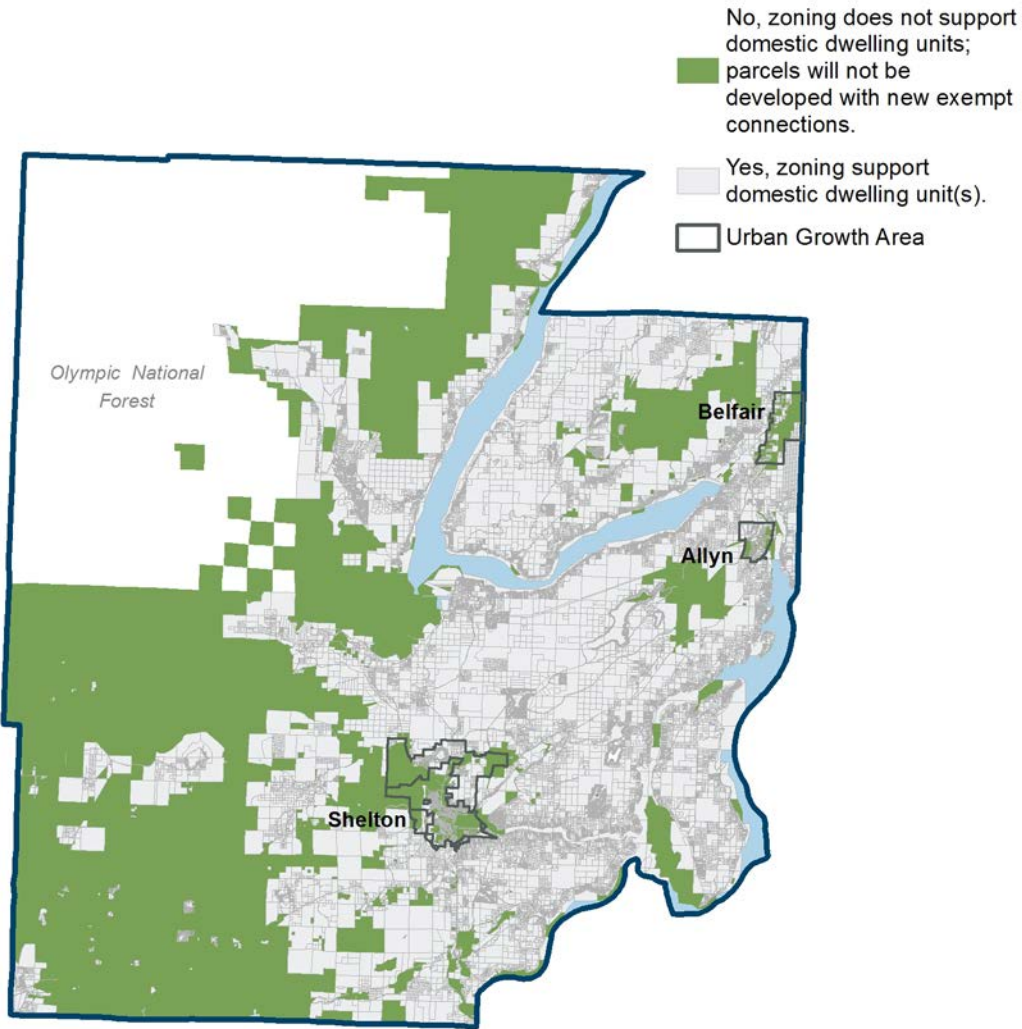 No, zoning does not support
domestic dwelling units;
parcels will not be
developed with new exempt
connections.
Yes, zoning support
domestic dwelling unit(s).
Urban Growth Area
Olympic National
Forest
Belfair
Allyn
Shelton